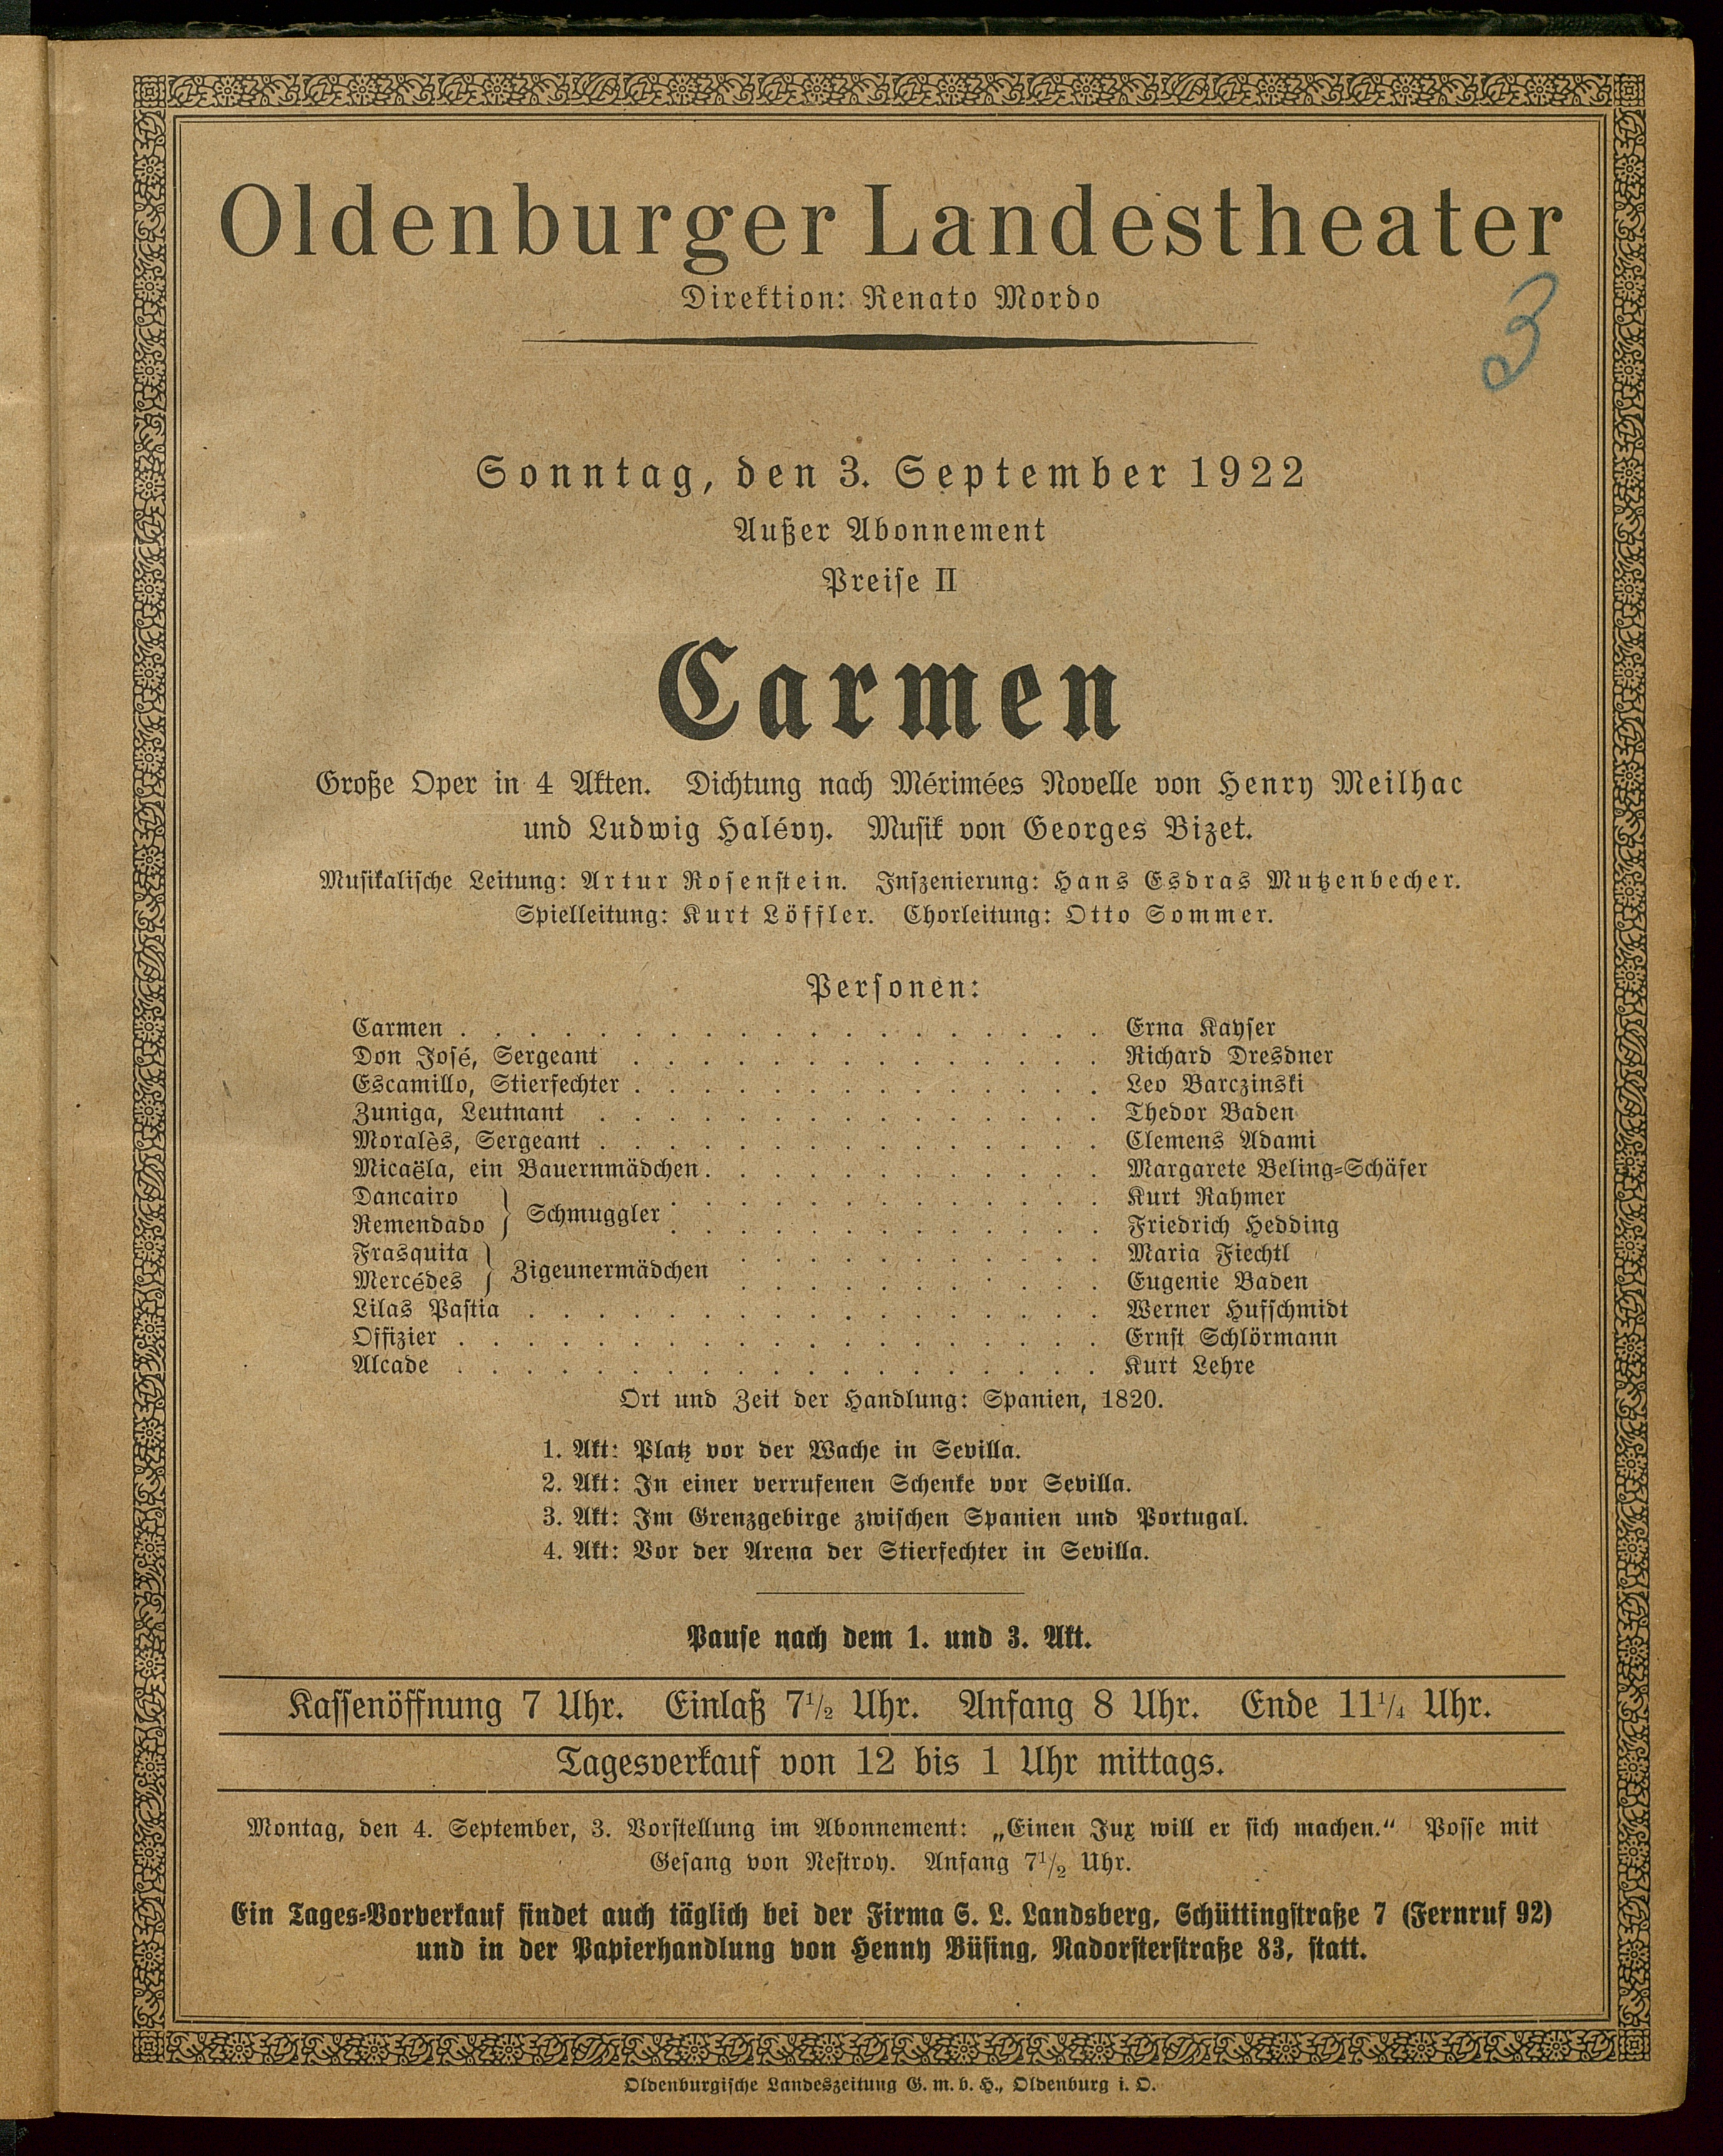 Oldenburger Landestheater
Direktion: Renato Mordo
3
Sonntag, den 3. September 1922
Außer Abonnement
Preise II
Carmen
Große Oper in 4 Akten. Dichtung nach Mérimées Novelle von Henry Meilhac
und Ludwig Halévy. Musik von Georges Bizet.
Musikalische Leitung: Artur Rosenstein. Inszenierung: Hans Esdras Mutzenbecher.
Spielleitung: Kurt Löffler. Chorleitung: Otto Sommer.
Personen:
Carmen . . . . . . . . . . . . . . . . . . . Erna Kayser
Don José, Sergeant . . . . . . . . . . . . . . Richard Dresdner
Escamillo, Stierfechter . . . . . . . . . . . . . . Leo Barczinski
Zuniga, Leutnant . . . . . . . . . . . . . . . Thedor Baden
Moralès, Sergeant . . . . . . . . . . . . . . . Clemens Adami
Micaëla, ein Bauernmädchen . . . . . . . . . . . . Margarete Beling-Schäfer
Dancairo } Schmuggler . . . . . . . . . . . . . Kurt Rahmer
Remendado } . . . . . . . . . . . . . Friedrich Hedding
Frasquita } Zigeunermädchen . . . . . . . . . . . Maria Fiechtl
Mercédes } . . . . . . . . . . . Eugenie Baden
Lilas Pastia . . . . . . . . . . . . . . . . . Werner Hufschmidt
Offizier . . . . . . . . . . . . . . . . . . . Ernst Schlörmann
Alcade . . . . . . . . . . . . . . . . . . . Kurt Lehre
Ort und Zeit der Handlung: Spanien, 1820.
1. Akt: Platz vor der Wache in Sevilla.
2. Akt: In einer verrufenen Schenke vor Sevilla.
3. Akt: Im Grenzgebirge zwischen Spanien und Portugal.
4. Akt: Vor der Arena der Stierfechter in Sevilla.
Pause nach dem 1. und 3. Akt.
Kassenöffnung 7 Uhr. Einlaß 7 1/2 Uhr. Anfang 8 Uhr. Ende 11 1/4 Uhr.
Tagesverkauf von 12 bis 1 Uhr mittags.
Montag, den 4. September, 3. Vorstellung im Abonnement: „Einen Jux will er sich machen.“ Posse mit
Gesang von Nestroy. Anfang 7 1/2 Uhr.
Ein Tages-Vorverkauf findet auch täglich bei der Firma S. L. Landsberg, Schüttingstraße 7 (Fernruf 92)
und in der Papierhandlung von Henny Büsing, Nadorsterstraße 83, statt.
Oldenburgische Landeszeitung G. m. b. H., Oldenburg i. O.